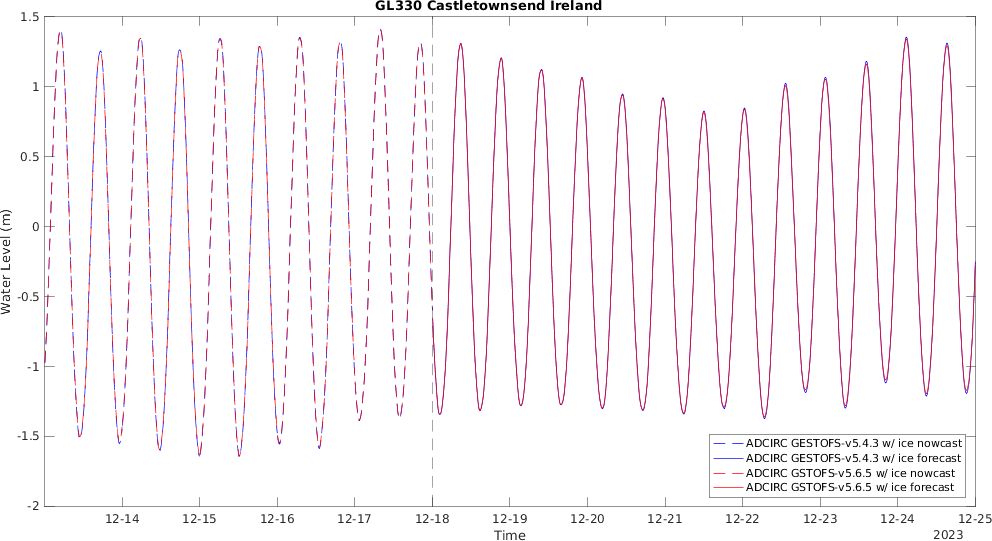 GL330 Castletownsend Ireland
1.5
1
0.5
0
-0.5
-1
-1.5
-2
Water Level (m)
ADCIRC GESTOFS-v5.4.3 w/ ice nowcast
ADCIRC GESTOFS-v5.4.3 w/ ice forecast
ADCIRC GSTOFS-v5.6.5 w/ ice nowcast
ADCIRC GSTOFS-v5.6.5 w/ ice forecast
12-14 12-15 12-16 12-17 12-18 12-19 12-20 12-21 12-22 12-23 12-24 12-25
Time
2023